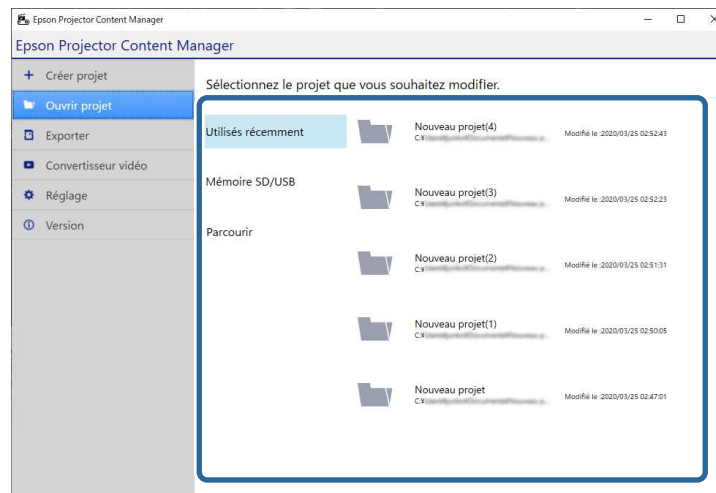 Epson Projector Content Manager
Epson Projector Content Manager
Créer projet
Ouvrir projet
Exporter
Convertisseur vidéo
Réglage
Version
Sélectionnez le projet que vous souhaitez modifier.
Utilisés récemment
Mémoire SD/USB
Parcourir
Nouveau projet(4)
C:¥
Modifié le :2020/03/25 02:52:43
Nouveau projet(3)
C:¥
Modifié le :2020/03/25 02:52:23
Nouveau projet(2)
C:¥
Modifié le :2020/03/25 02:51:31
Nouveau projet(1)
C:¥
Modifié le :2020/03/25 02:50:05
Nouveau projet
C:¥
Modifié le :2020/03/25 02:47:01